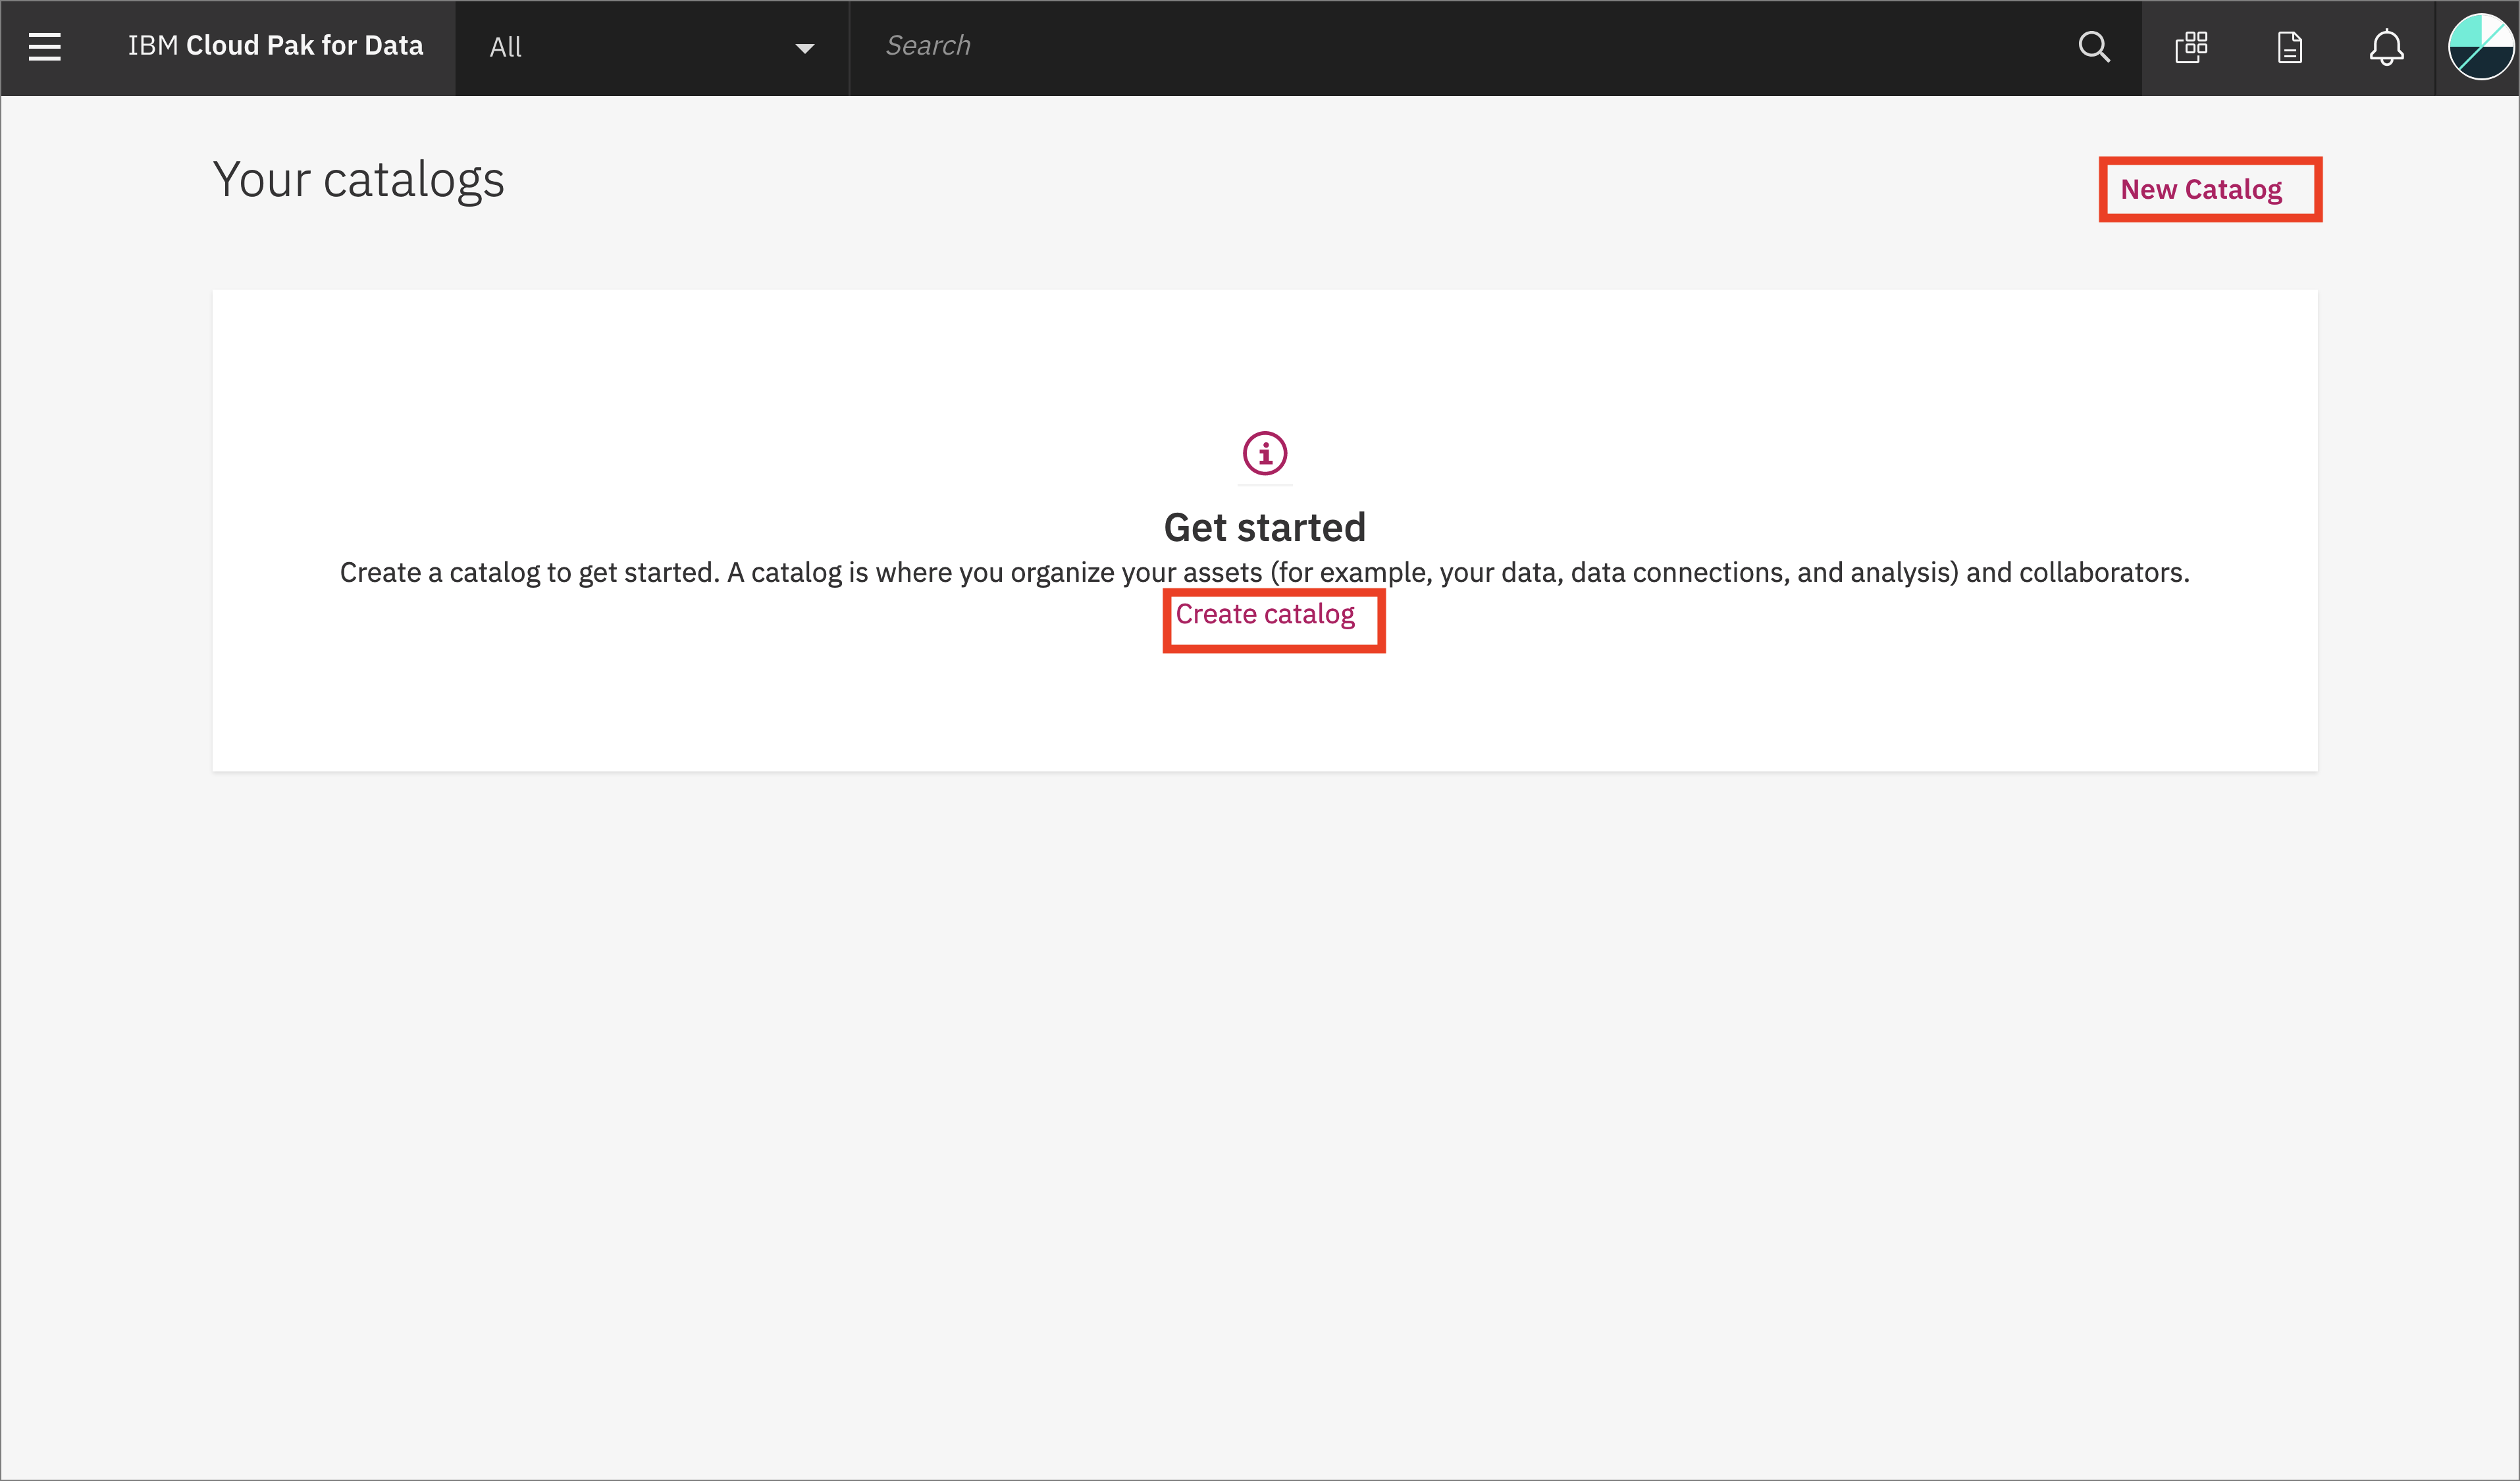 IBM Cloud Pak for Data
All
Search
Your catalogs
New Catalog
Get started
Create a catalog to get started. A catalog is where you organize your assets (for example, your data, data connections, and analysis) and collaborators.
Create catalog